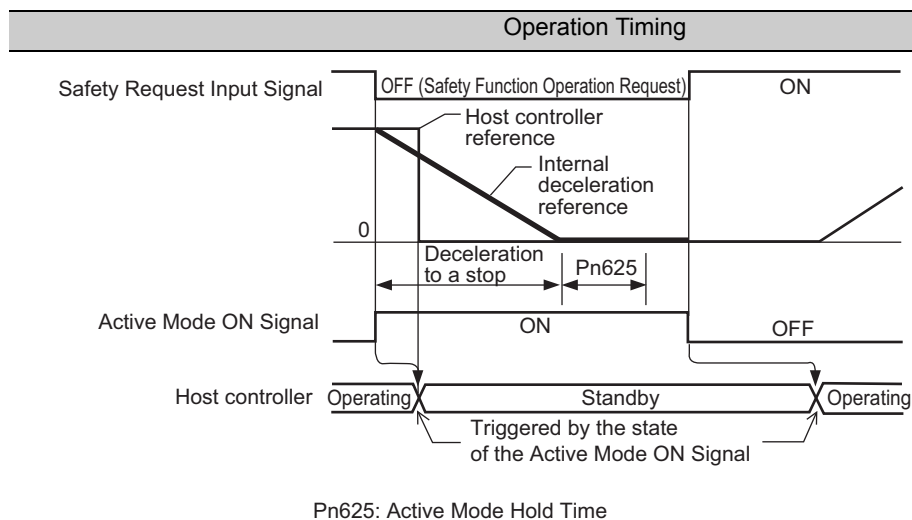 Operation Timing
Safety Request Input Signal
OFF (Safety Function Operation Request)
ON
Host controller
reference
Internal
deceleration
reference
0
Deceleration
to a stop
Pn625
Active Mode ON Signal
ON
OFF
Host controller
Operating
Standby
Operating
Triggered by the state
of the Active Mode ON Signal
Pn625: Active Mode Hold Time